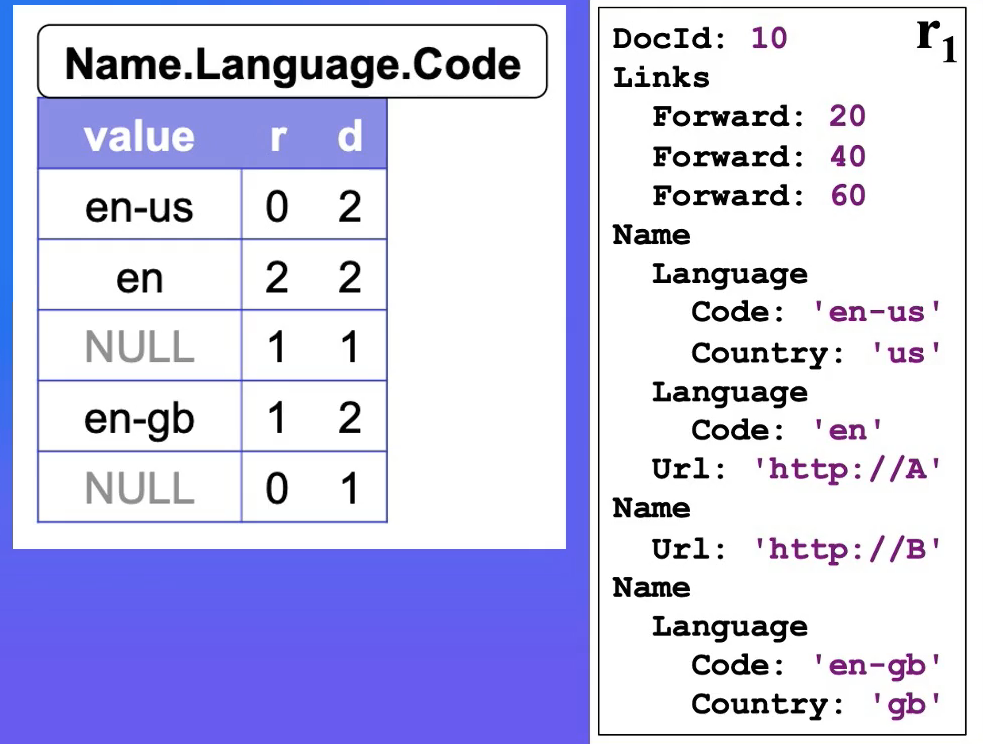 Name.Language.Code
value r d
en-us 0 2
en 2 2
NULL 1 1
en-gb 1 2
NULL 0 1
r1
DocId: 10
Links
Forward: 20
Forward: 40
Forward: 60
Name
Language
Code: 'en-us'
Country: 'us'
Language
Code: 'en'
Url: 'http://A'
Name
Url: 'http://B'
Name
Language
Code: 'en-gb'
Country: 'gb'